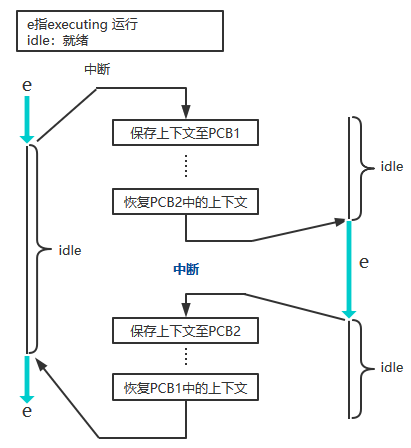 e指executing 运行
idle：就绪
中断
e
保存上下文至PCB1
idle
恢复PCB2中的上下文
idle
中断
e
保存上下文至PCB2
idle
恢复PCB1中的上下文
e